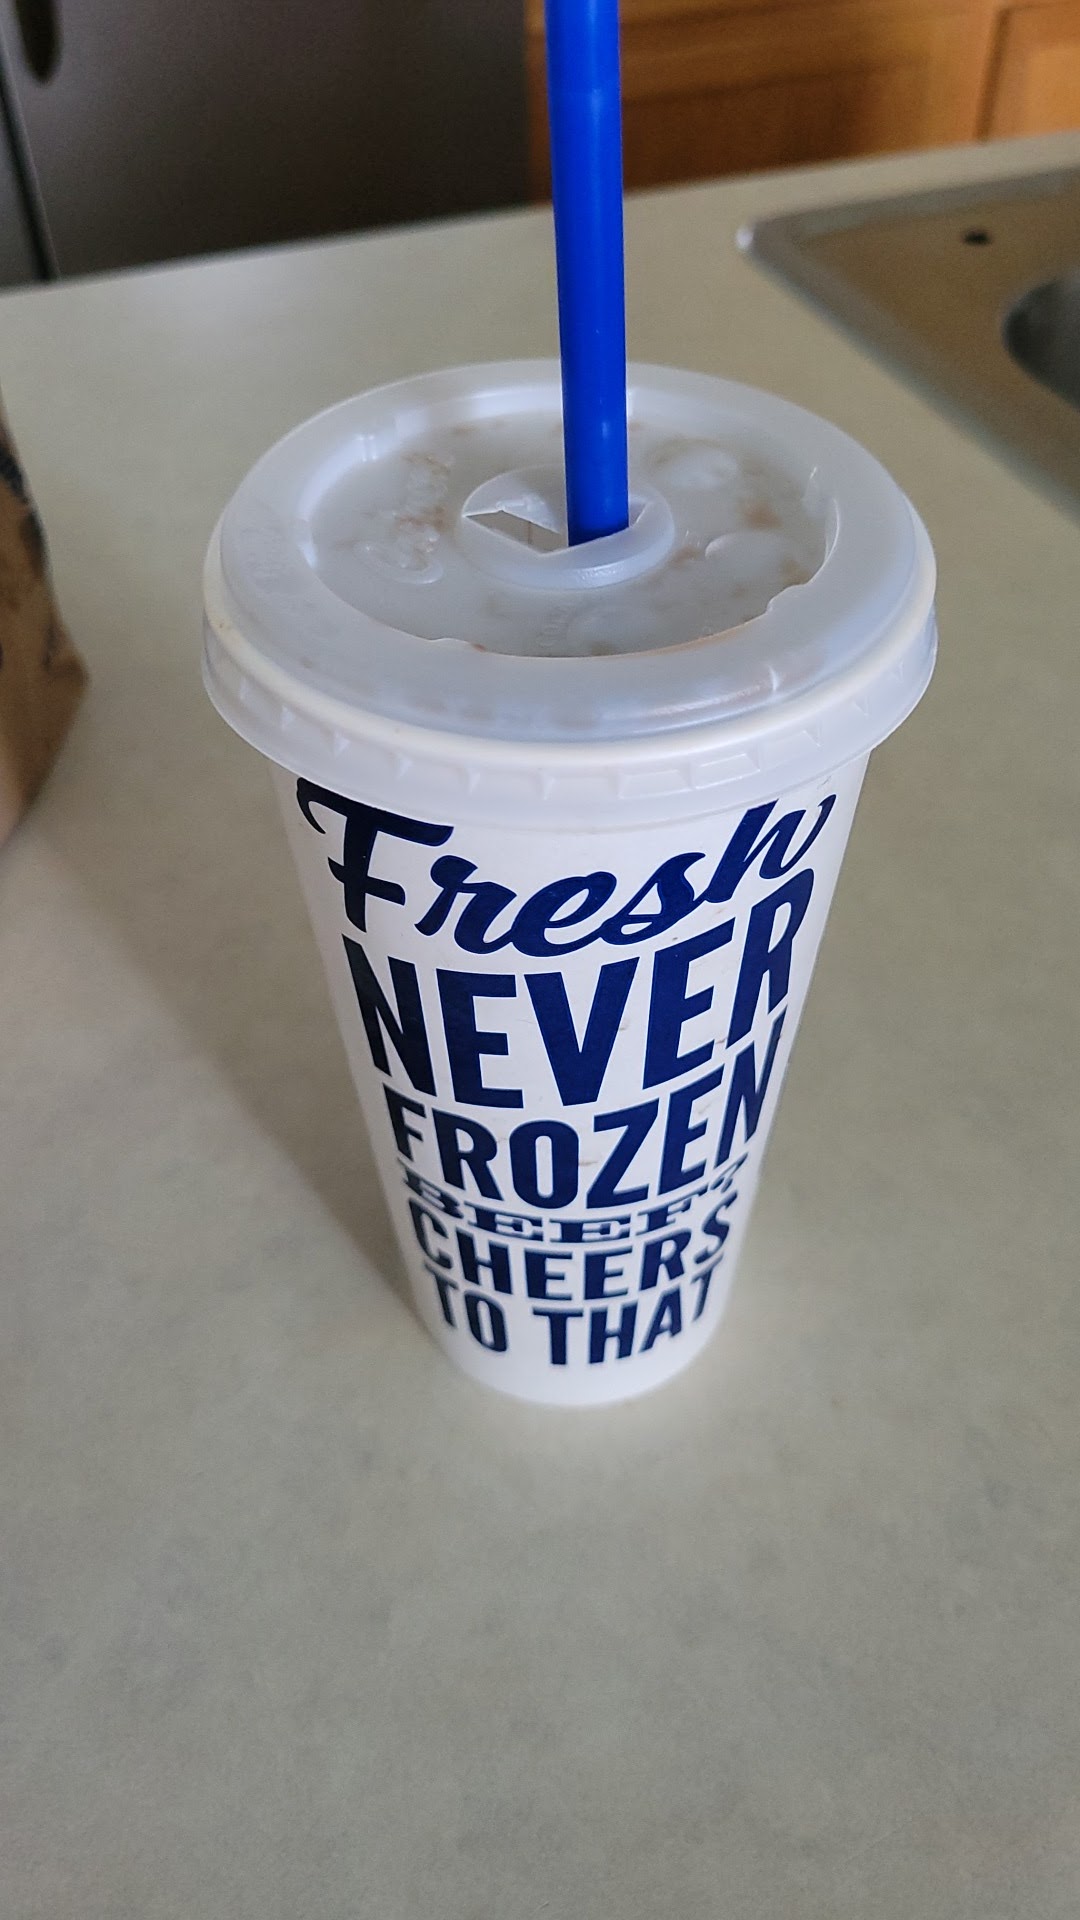 Fresh
NEVER
FROZEN
BEEF?
CHEERS
TO THAT